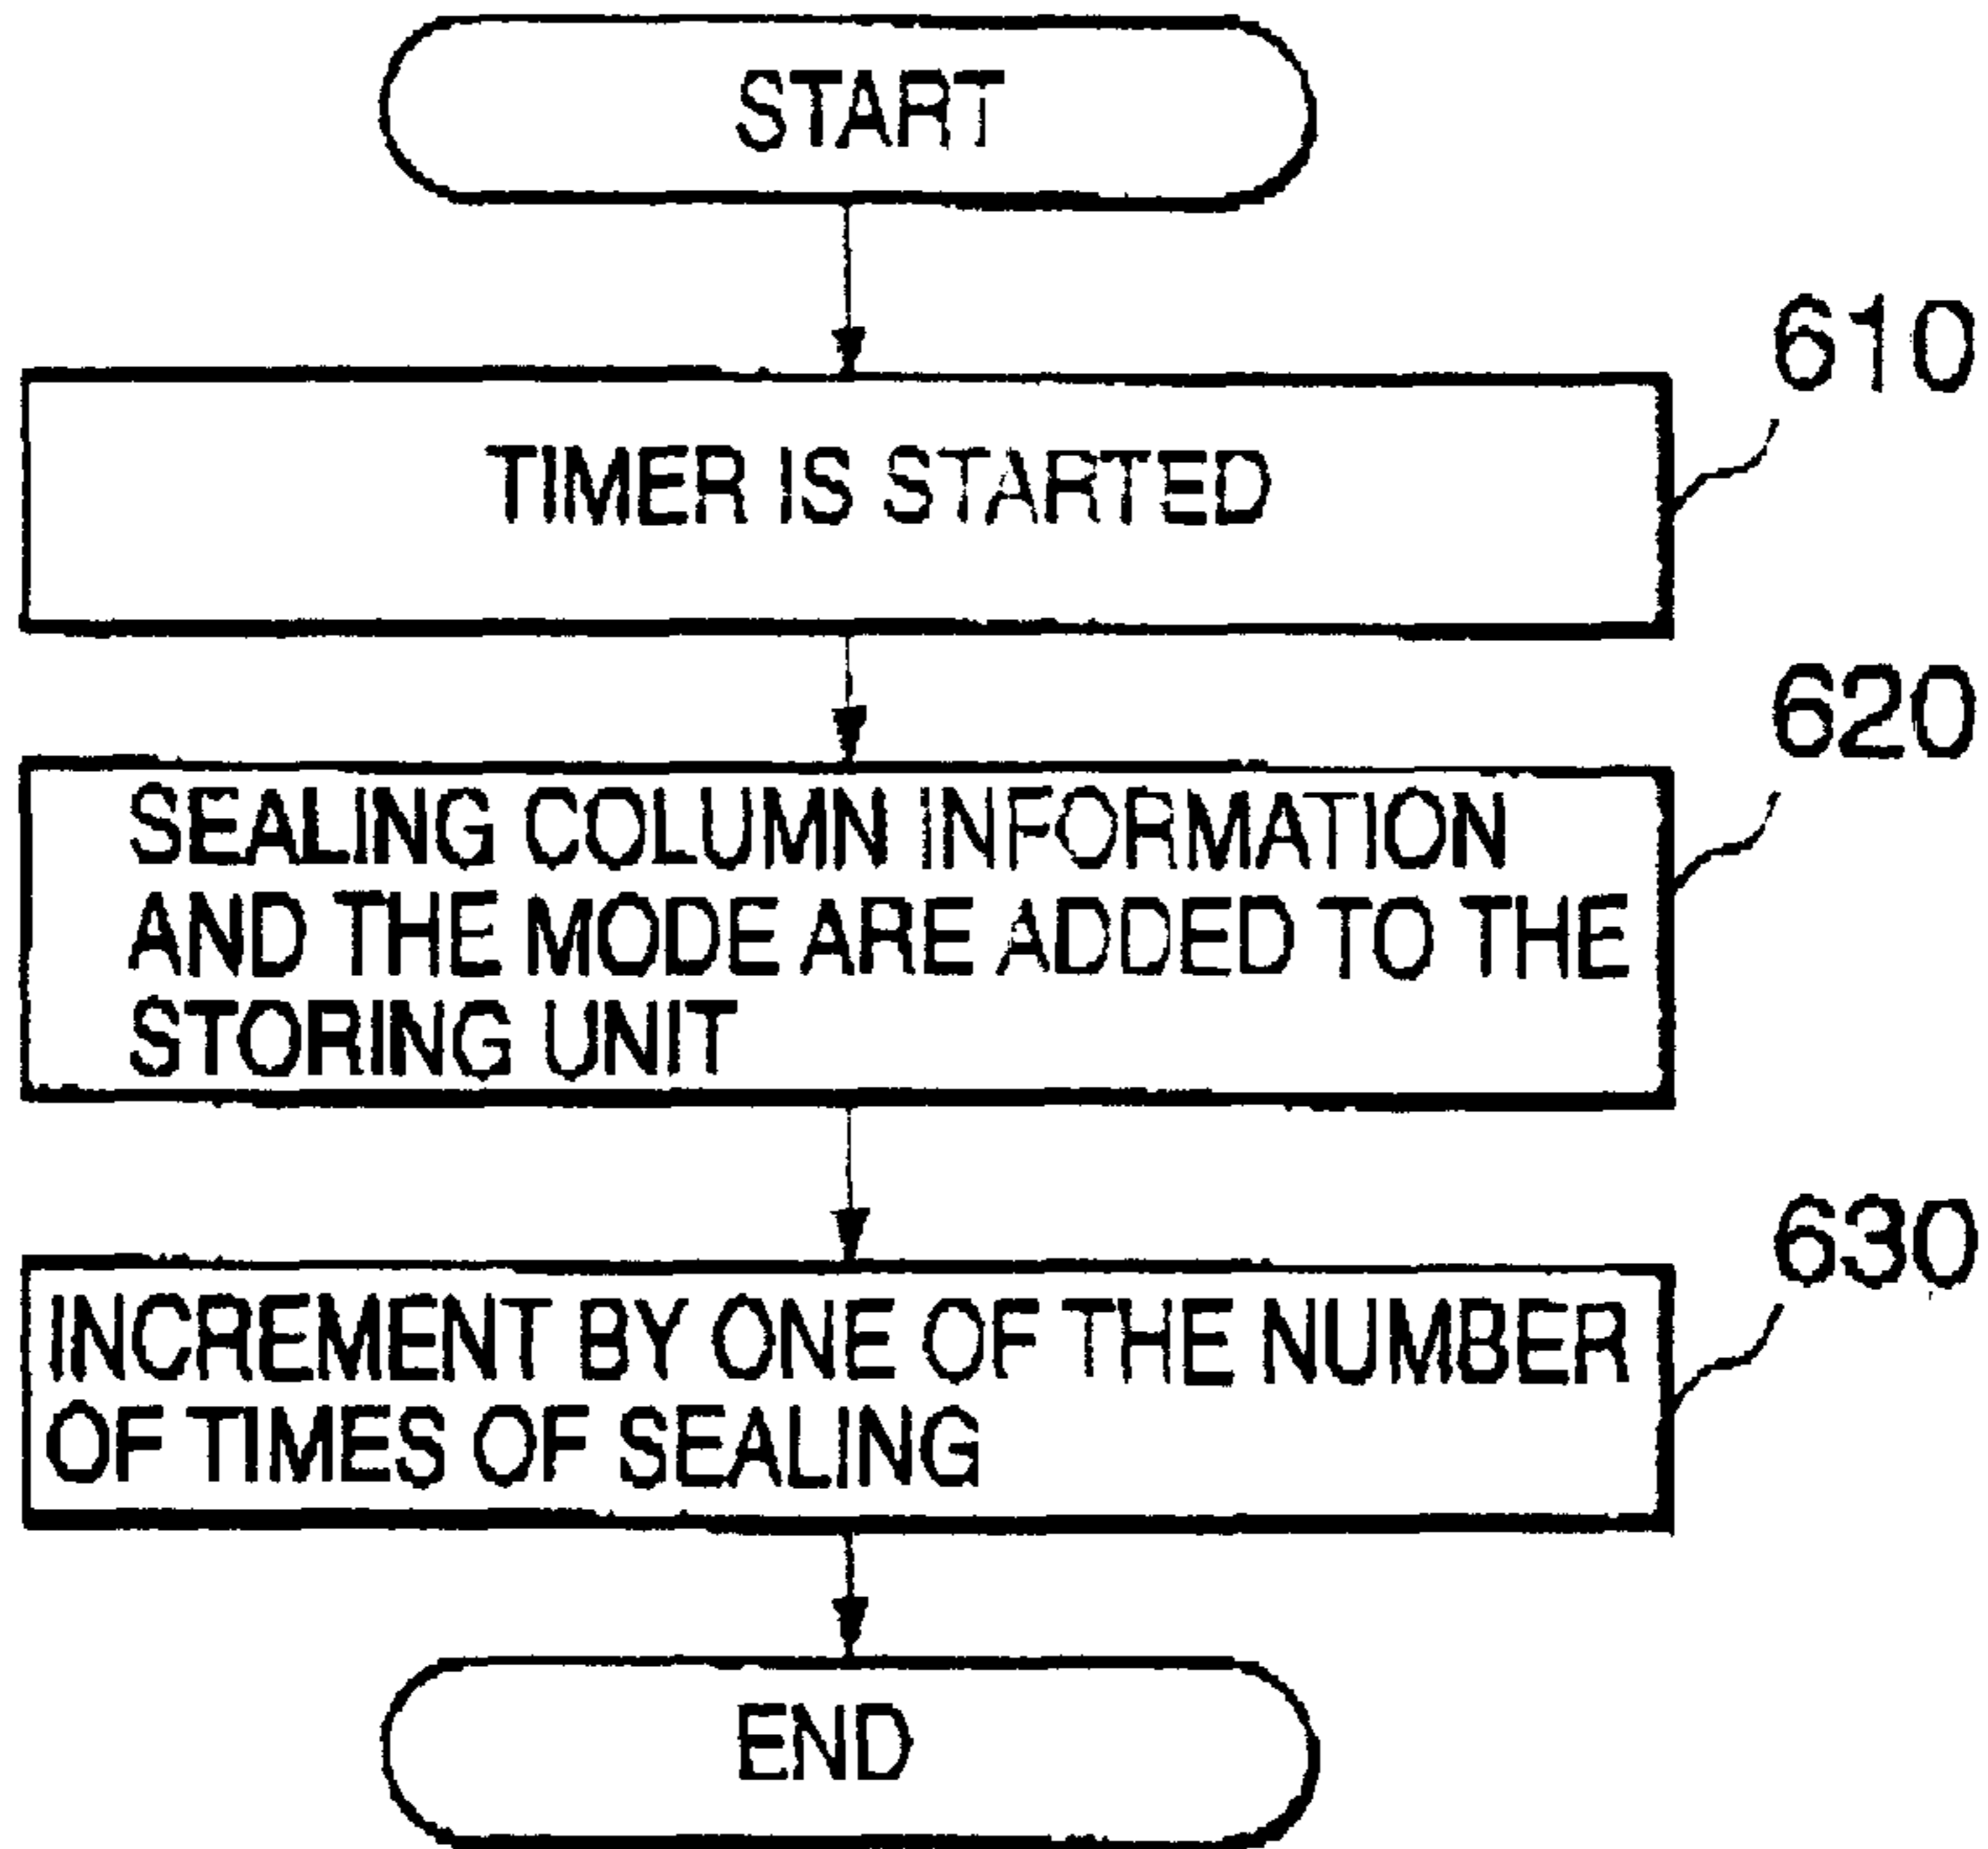 START
610
TIMER IS STARTED
620
SEALING COLUMN INFORMATION
AND THE MODE ARE ADDED TO THE
STORING UNIT
630
INCREMENT BY ONE OF THE NUMBER
OF TIMES OF SEALING
END